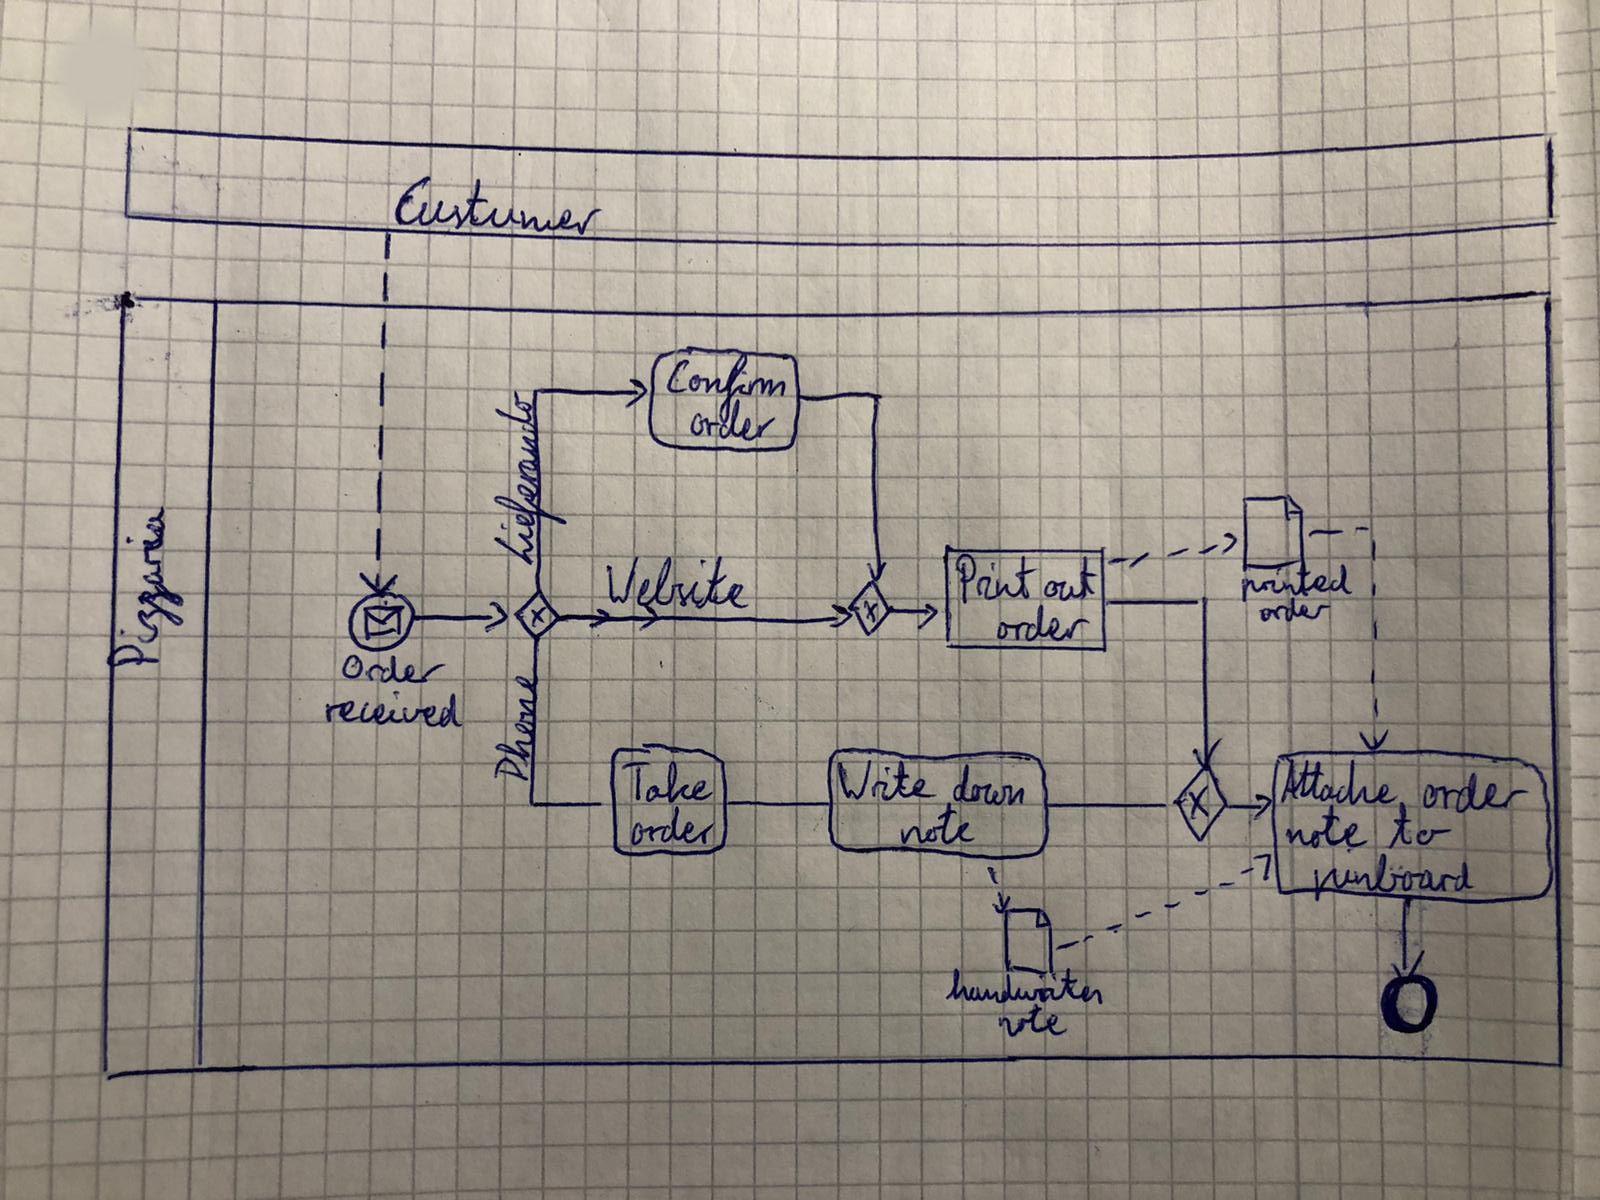 Custumer
Pizzaria
Order
received
Lieferando
Website
Phone
Confirm
order
Print out
order
printed
order
Take
order
Write down
note
Attache order
note to
pinboard
handwriten
note
X
X
X